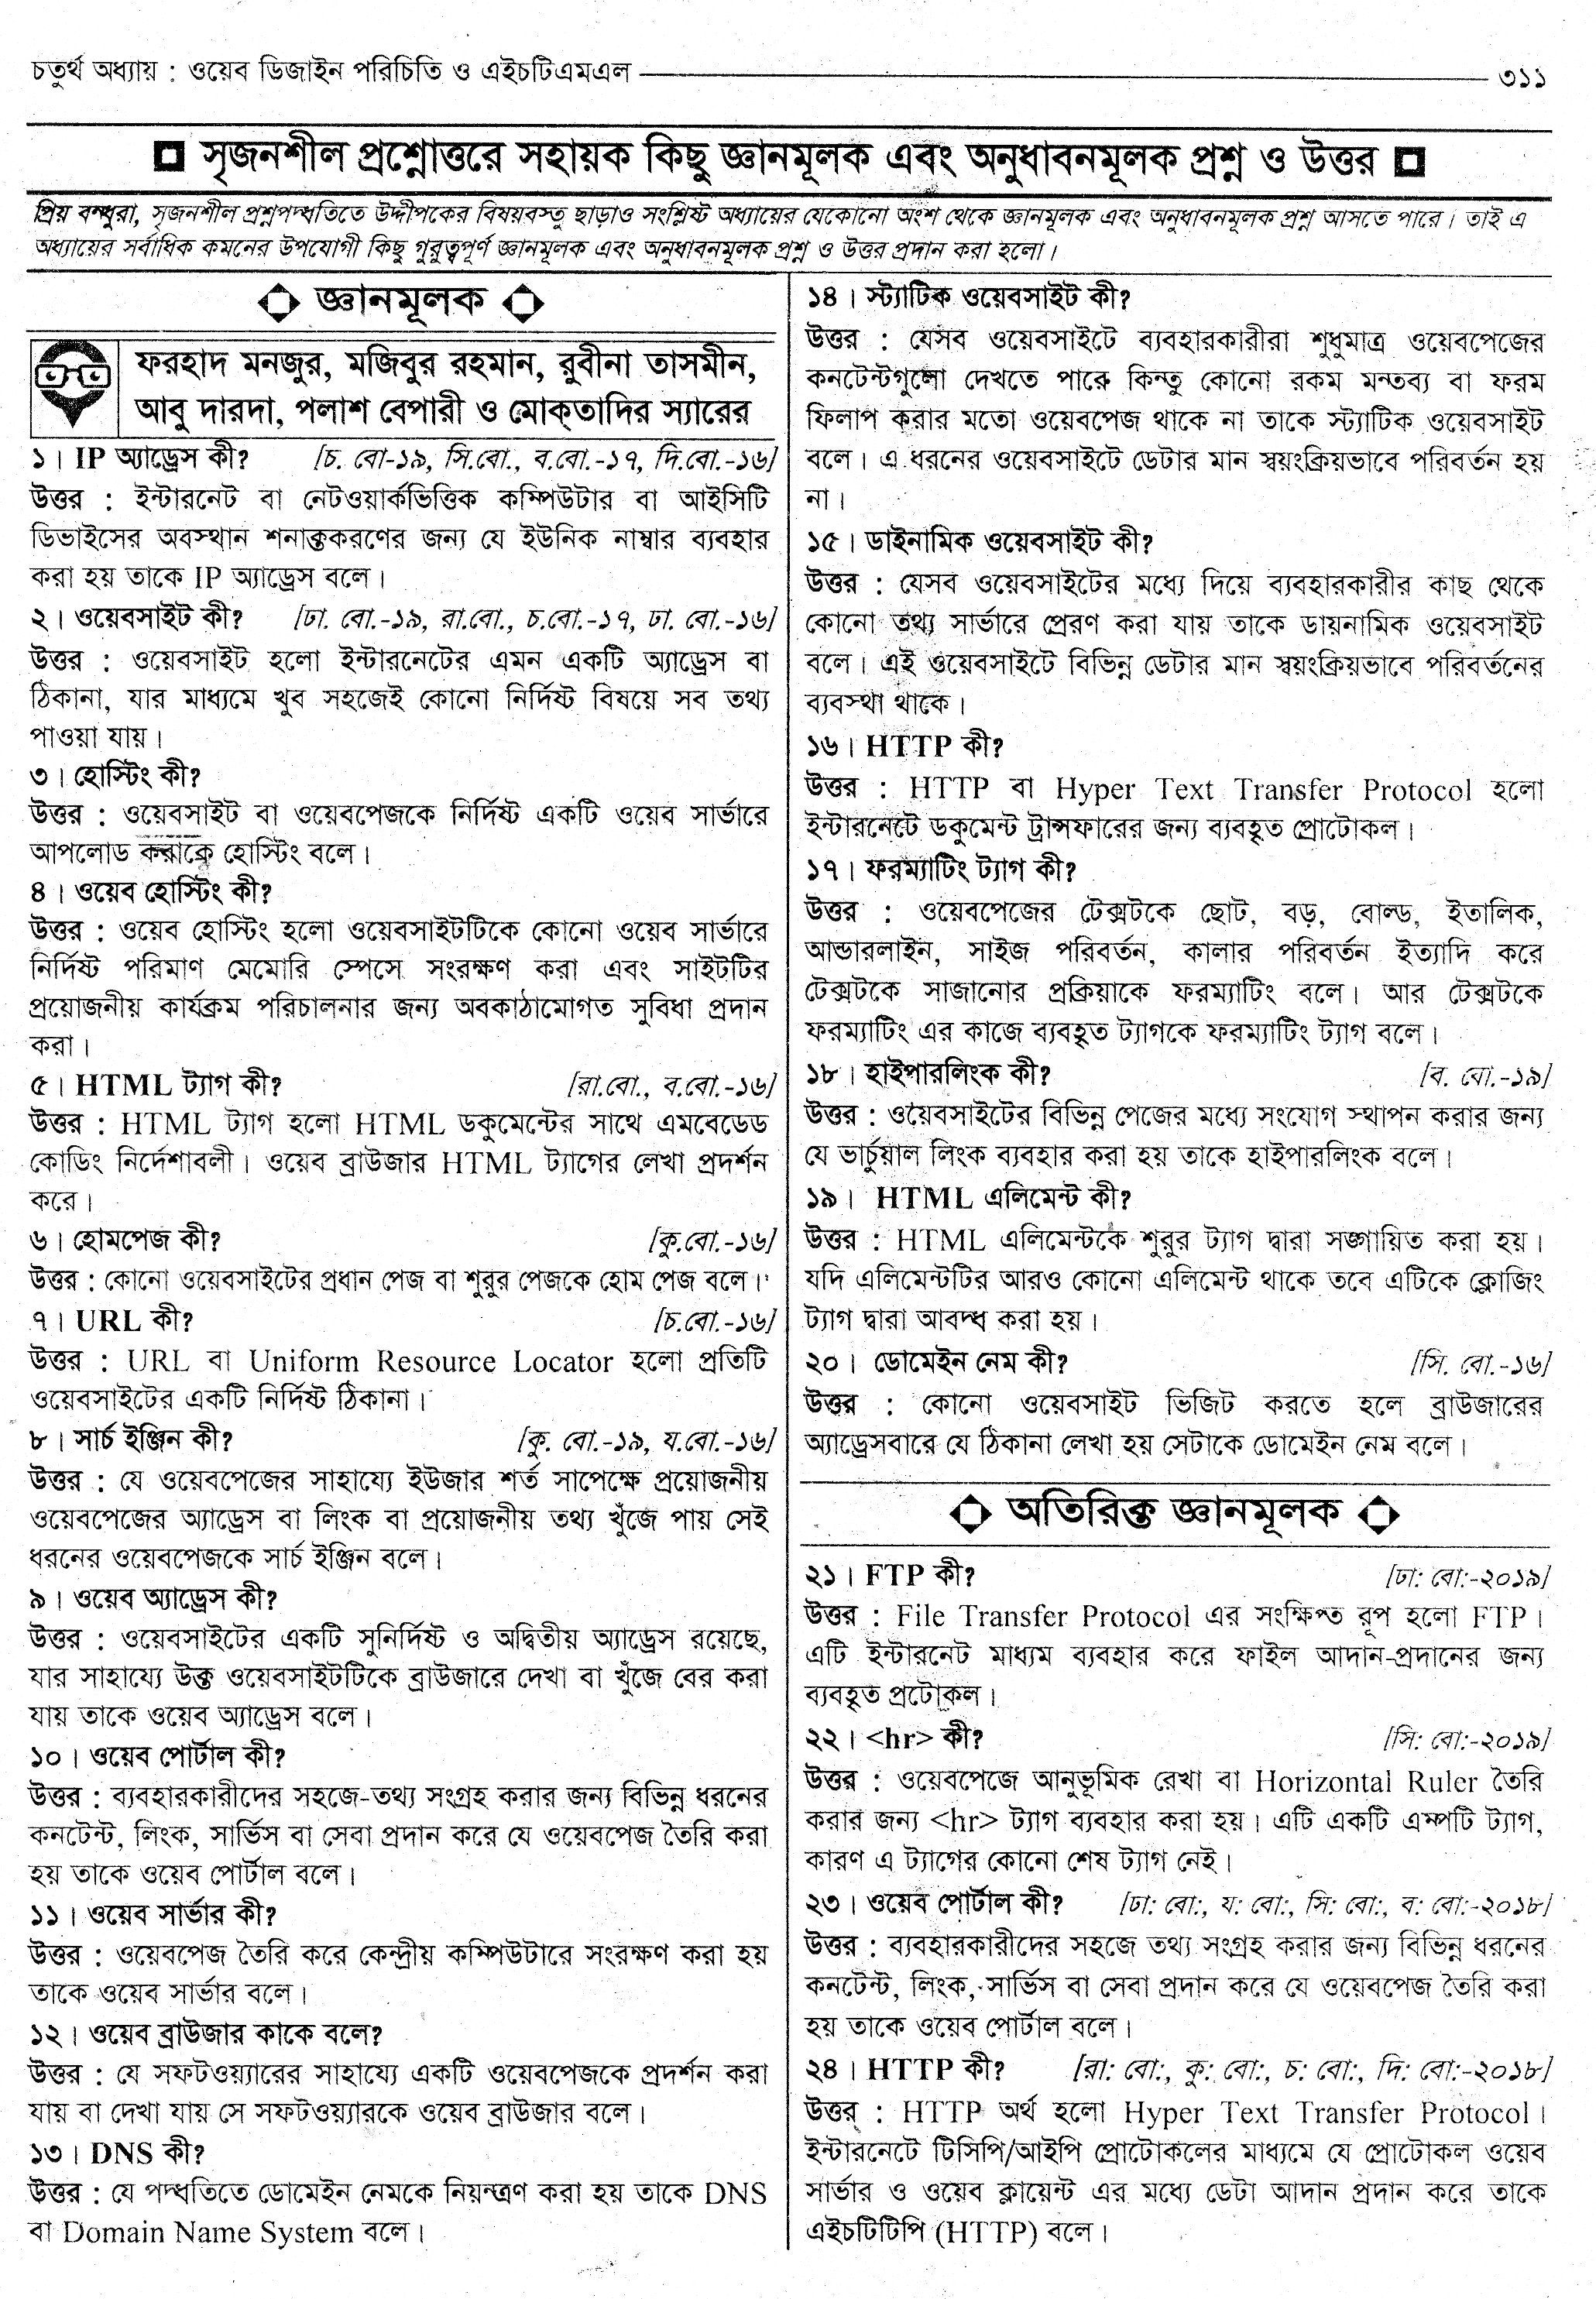 চতুর্থ অধ্যায় : ওয়েব ডিজাইন পরিচিতি ও এইচটিএমএল ৩১১
সৃজনশীল প্রশ্নোত্তরে সহায়ক কিছু জ্ঞানমূলক এবং অনুধাবনমূলক প্রশ্ন ও উত্তর
প্রিয় বন্ধুরা, সৃজনশীল প্রশ্নপদ্ধতিতে উদ্দীপকের বিষয়বস্তু ছাড়াও সংশ্লিষ্ট অধ্যায়ের যেকোনো অংশ থেকে জ্ঞানমূলক এবং অনুধাবনমূলক প্রশ্ন আসতে পারে। তাই এ
অধ্যায়ের সর্বাধিক কমনের উপযোগী কিছু গুরুত্বপূর্ণ জ্ঞানমূলক এবং অনুধাবনমূলক প্রশ্ন ও উত্তর প্রদান করা হলো।
জ্ঞানমূলক
ফরহাদ মনজুর, মজিবুর রহমান, রুবীনা তাসমীন,
আবু দারদা, পলাশ বেপারী ও মোক্তাদির স্যারের
১। IP অ্যাড্রেস কী? [চ. বো-১৯, সি.বো., ব.বো.-১৭, দি.বো.-১৬]
উত্তর : ইন্টারনেট বা নেটওয়ার্কভিত্তিক কম্পিউটার বা আইসিটি
ডিভাইসের অবস্থান শনাক্তকরণের জন্য যে ইউনিক নাম্বার ব্যবহার
করা হয় তাকে IP অ্যাড্রেস বলে।
২। ওয়েবসাইট কী? [ঢা. বো.-১৯, রা.বো., চ.বো.-১৭, ঢা. বো.-১৬]
উত্তর : ওয়েবসাইট হলো ইন্টারনেটের এমন একটি অ্যাড্রেস বা
ঠিকানা, যার মাধ্যমে খুব সহজেই কোনো নির্দিষ্ট বিষয়ে সব তথ্য
পাওয়া যায়।
৩। হোস্টিং কী?
উত্তর : ওয়েবসাইট বা ওয়েবপেজকে নির্দিষ্ট একটি ওয়েব সার্ভারে
আপলোড করাকে হোস্টিং বলে।
৪। ওয়েব হোস্টিং কী?
উত্তর : ওয়েব হোস্টিং হলো ওয়েবসাইটটিকে কোনো ওয়েব সার্ভারে
নির্দিষ্ট পরিমাণ মেমোরি স্পেসে সংরক্ষণ করা এবং সাইটটির
প্রয়োজনীয় কার্যক্রম পরিচালনার জন্য অবকাঠামোগত সুবিধা প্রদান
করা।
৫। HTML ট্যাগ কী? [রা.বো., ব.বো.-১৬]
উত্তর : HTML ট্যাগ হলো HTML ডকুমেন্টের সাথে এমবেডেড
কোডিং নির্দেশাবলী। ওয়েব ব্রাউজার HTML ট্যাগের লেখা প্রদর্শন
করে।
৬। হোমপেজ কী? [কু.বো.-১৬]
উত্তর : কোনো ওয়েবসাইটের প্রধান পেজ বা শুরুর পেজকে হোম পেজ বলে।
৭। URL কী? [চ.বো.-১৬]
উত্তর : URL বা Uniform Resource Locator হলো প্রতিটি
ওয়েবসাইটের একটি নির্দিষ্ট ঠিকানা।
৮। সার্চ ইঞ্জিন কী? [কু. বো.-১৯, য.বো.-১৬]
উত্তর : যে ওয়েবপেজের সাহায্যে ইউজার শর্ত সাপেক্ষে প্রয়োজনীয়
ওয়েবপেজের অ্যাড্রেস বা লিংক বা প্রয়োজনীয় তথ্য খুঁজে পায় সেই
ধরনের ওয়েবপেজকে সার্চ ইঞ্জিন বলে।
৯। ওয়েব অ্যাড্রেস কী?
উত্তর : ওয়েবসাইটের একটি সুনির্দিষ্ট ও অদ্বিতীয় অ্যাড্রেস রয়েছে,
যার সাহায্যে উক্ত ওয়েবসাইটটিকে ব্রাউজারে দেখা বা খুঁজে বের করা
যায় তাকে ওয়েব অ্যাড্রেস বলে।
১০। ওয়েব পোর্টাল কী?
উত্তর : ব্যবহারকারীদের সহজে-তথ্য সংগ্রহ করার জন্য বিভিন্ন ধরনের
কনটেন্ট, লিংক, সার্ভিস বা সেবা প্রদান করে যে ওয়েবপেজ তৈরি করা
হয় তাকে ওয়েব পোর্টাল বলে।
১১। ওয়েব সার্ভার কী?
উত্তর : ওয়েবপেজ তৈরি করে কেন্দ্রীয় কম্পিউটারে সংরক্ষণ করা হয়
তাকে ওয়েব সার্ভার বলে।
১২। ওয়েব ব্রাউজার কাকে বলে?
উত্তর : যে সফটওয়্যারের সাহায্যে একটি ওয়েবপেজকে প্রদর্শন করা
যায় বা দেখা যায় সে সফটওয়্যারকে ওয়েব ব্রাউজার বলে।
১৩। DNS কী?
উত্তর : যে পদ্ধতিতে ডোমেইন নেমকে নিয়ন্ত্রণ করা হয় তাকে DNS
বা Domain Name System বলে।
১৪। স্ট্যাটিক ওয়েবসাইট কী?
উত্তর : যেসব ওয়েবসাইটে ব্যবহারকারীরা শুধুমাত্র ওয়েবপেজের
কনটেন্টগুলো দেখতে পারে কিন্তু কোনো রকম মন্তব্য বা ফরম
ফিলাপ করার মতো ওয়েবপেজ থাকে না তাকে স্ট্যাটিক ওয়েবসাইট
বলে। এ ধরনের ওয়েবসাইটে ডেটার মান স্বয়ংক্রিয়ভাবে পরিবর্তন হয়
না।
১৫। ডাইনামিক ওয়েবসাইট কী?
উত্তর : যেসব ওয়েবসাইটের মধ্যে দিয়ে ব্যবহারকারীর কাছ থেকে
কোনো তথ্য সার্ভারে প্রেরণ করা যায় তাকে ডায়নামিক ওয়েবসাইট
বলে। এই ওয়েবসাইটে বিভিন্ন ডেটার মান স্বয়ংক্রিয়ভাবে পরিবর্তনের
ব্যবস্থা থাকে।
১৬। HTTP কী?
উত্তর : HTTP বা Hyper Text Transfer Protocol হলো
ইন্টারনেটে ডকুমেন্ট ট্রান্সফারের জন্য ব্যবহৃত প্রোটোকল।
১৭। ফরম্যাটিং ট্যাগ কী?
উত্তর : ওয়েবপেজের টেক্সটকে ছোট, বড়, বোল্ড, ইতালিক,
আন্ডারলাইন, সাইজ পরিবর্তন, কালার পরিবর্তন ইত্যাদি করে
টেক্সটকে সাজানোর প্রক্রিয়াকে ফরম্যাটিং বলে। আর টেক্সটকে
ফরম্যাটিং এর কাজে ব্যবহৃত ট্যাগকে ফরম্যাটিং ট্যাগ বলে।
১৮। হাইপারলিংক কী? [ব. বো.-১৯]
উত্তর : ওয়েবসাইটের বিভিন্ন পেজের মধ্যে সংযোগ স্থাপন করার জন্য
যে ভার্চুয়াল লিংক ব্যবহার করা হয় তাকে হাইপারলিংক বলে।
১৯। HTML এলিমেন্ট কী?
উত্তর : HTML এলিমেন্টকে শুরুর ট্যাগ দ্বারা সজ্ঞায়িত করা হয়।
যদি এলিমেন্টটির আরও কোনো এলিমেন্ট থাকে তবে এটিকে ক্লোজিং
ট্যাগ দ্বারা আবদ্ধ করা হয়।
২০। ডোমেইন নেম কী? [সি. বো.-১৬]
উত্তর : কোনো ওয়েবসাইট ভিজিট করতে হলে ব্রাউজারের
অ্যাড্রেসবারে যে ঠিকানা লেখা হয় সেটাকে ডোমেইন নেম বলে।
অতিরিক্ত জ্ঞানমূলক
২১। FTP কী? [ঢা: বো:-২০১৯]
উত্তর : File Transfer Protocol এর সংক্ষিপ্ত রূপ হলো FTP।
এটি ইন্টারনেট মাধ্যম ব্যবহার করে ফাইল আদান-প্রদানের জন্য
ব্যবহৃত প্রটোকল।
২২। <hr> কী? [সি: বো:-২০১৯]
উত্তর : ওয়েবপেজে আনুভূমিক রেখা বা Horizontal Ruler তৈরি
করার জন্য <hr> ট্যাগ ব্যবহার করা হয়। এটি একটি এম্পটি ট্যাগ,
কারণ এ ট্যাগের কোনো শেষ ট্যাগ নেই।
২৩। ওয়েব পোর্টাল কী? [ঢা: বো:, য: বো:, সি: বো:, ব: বো:-২০১৮]
উত্তর : ব্যবহারকারীদের সহজে তথ্য সংগ্রহ করার জন্য বিভিন্ন ধরনের
কনটেন্ট, লিংক, সার্ভিস বা সেবা প্রদান করে যে ওয়েবপেজ তৈরি করা
হয় তাকে ওয়েব পোর্টাল বলে।
২৪। HTTP কী? [রা: বো:, কু: বো:, চ: বো:, দি: বো:-২০১৮]
উত্তর : HTTP অর্থ হলো Hyper Text Transfer Protocol।
ইন্টারনেটে টিসিপি/আইপি প্রোটোকলের মাধ্যমে যে প্রোটোকল ওয়েব
সার্ভার ও ওয়েব ক্লায়েন্ট এর মধ্যে ডেটা আদান প্রদান করে তাকে
এইচটিটিপি (HTTP) বলে।